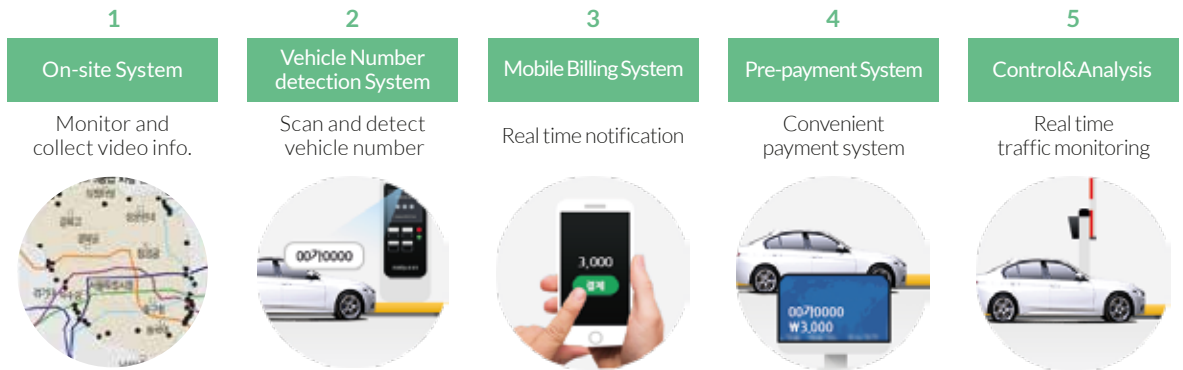 1
On-site System
Monitor and
collect video info.
2
Vehicle Number
detection System
Scan and detect
vehicle number
00가0000
3
Mobile Billing System
Real time notification
3,000
결제
4
Pre-payment System
Convenient
payment system
00가0000
₩3,000
5
Control&Analysis
Real time
traffic monitoring